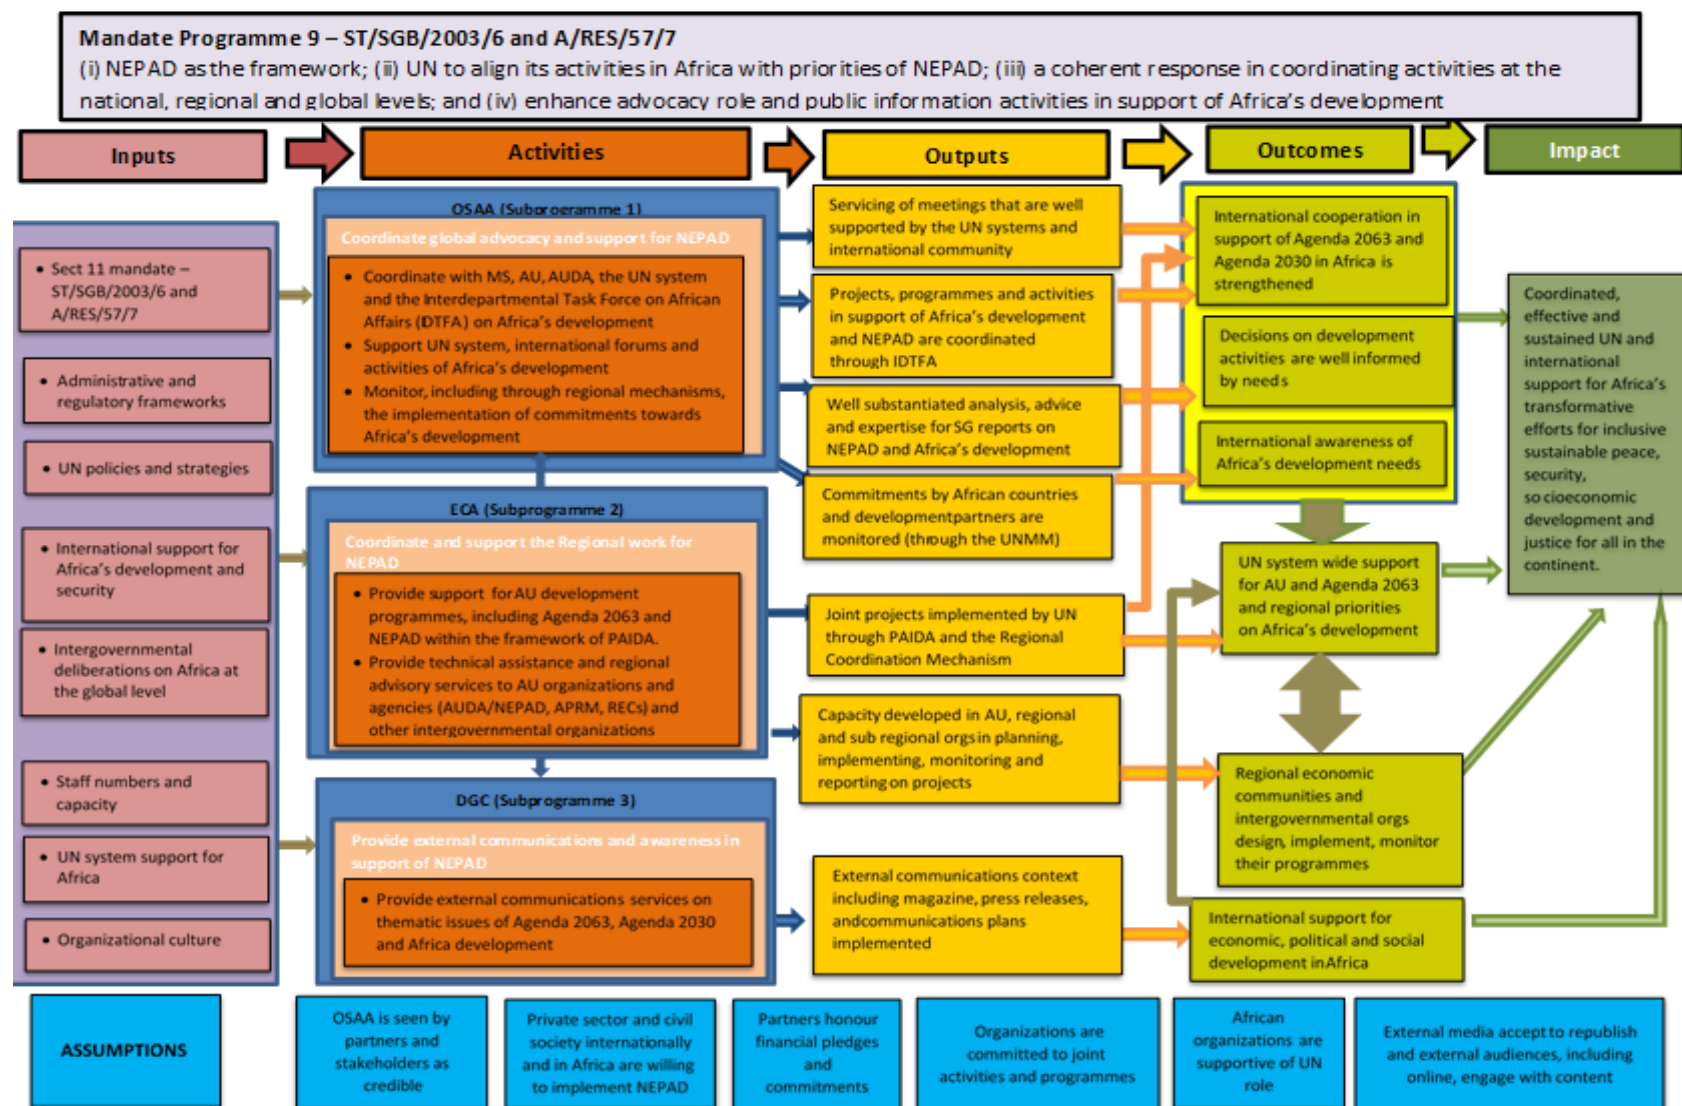 Mandate Programme 9 – ST/SGB/2003/6 and A/RES/57/7
(i) NEPAD as the framework; (ii) UN to align its activities in Africa with priorities of NEPAD; (iii) a coherent response in coordinating activities at the
national, regional and global levels; and (iv) enhance advocacy role and public information activities in support of Africa's development
Inputs
Activities
Outputs
Outcomes
Impact
• Sect 11 mandate –
ST/SGB/2003/6 and
A/RES/57/7
• Administrative and
regulatory frameworks
• UN policies and strategies
• International support for
Africa's development and
security
• Intergovernmental
deliberations on Africa at
the global level
• Staff numbers and
capacity
• UN system support for
Africa
• Organizational culture
OSAA (Subprogramme 1)
Coordinate global advocacy and support for NEPAD
• Coordinate with MS, AU, AUDA, the UN system
and the Interdepartmental Task Force on African
Affairs (IDTFA) on Africa's development
• Support UN system, international forums and
activities of Africa's development
• Monitor, including through regional mechanisms,
the implementation of commitments towards
Africa's development
ECA (Subprogramme 2)
Coordinate and support the Regional work for
NEPAD
• Provide support for AU development
programmes, including Agenda 2063 and
NEPAD within the framework of PAIDA.
• Provide technical assistance and regional
advisory services to AU organizations and
agencies (AUDA/NEPAD, APRM, RECs) and
other intergovernmental organizations
DGC (Subprogramme 3)
Provide external communications and awareness in
support of NEPAD
• Provide external communications services on
thematic issues of Agenda 2063, Agenda 2030
and Africa development
Servicing of meetings that are well
supported by the UN systems and
international community
Projects, programmes and activities
in support of Africa's development
and NEPAD are coordinated
through IDTFA
Well substantiated analysis, advice
and expertise for SG reports on
NEPAD and Africa's development
Commitments by African countries
and development partners are
monitored (through the UNMM)
Joint projects implemented by UN
through PAIDA and the Regional
Coordination Mechanism
Capacity developed in AU, regional
and sub regional orgs in planning,
implementing, monitoring and
reporting on projects
External communications context
including magazine, press releases,
and communications plans
implemented
International cooperation in
support of Agenda 2063 and
Agenda 2030 in Africa is
strengthened
Decisions on development
activities are well informed
by needs
International awareness of
Africa's development needs
UN system wide support
for AU and Agenda 2063
and regional priorities
on Africa's development
Regional economic
communities and
intergovernmental orgs
design, implement, monitor
their programmes
International support for
economic, political and social
development in Africa
Coordinated,
effective and
sustained UN and
international
support for Africa's
transformative
efforts for inclusive
sustainable peace,
security,
socioeconomic
development and
justice for all in the
continent.
ASSUMPTIONS
OSAA is seen by
partners and
stakeholders as
credible
Private sector and civil
society internationally
and in Africa are willing
to implement NEPAD
Partners honour
financial pledges
and
commitments
Organizations are
committed to joint
activities and programmes
African
organizations are
supportive of UN
role
External media accept to republish
and external audiences, including
online, engage with content